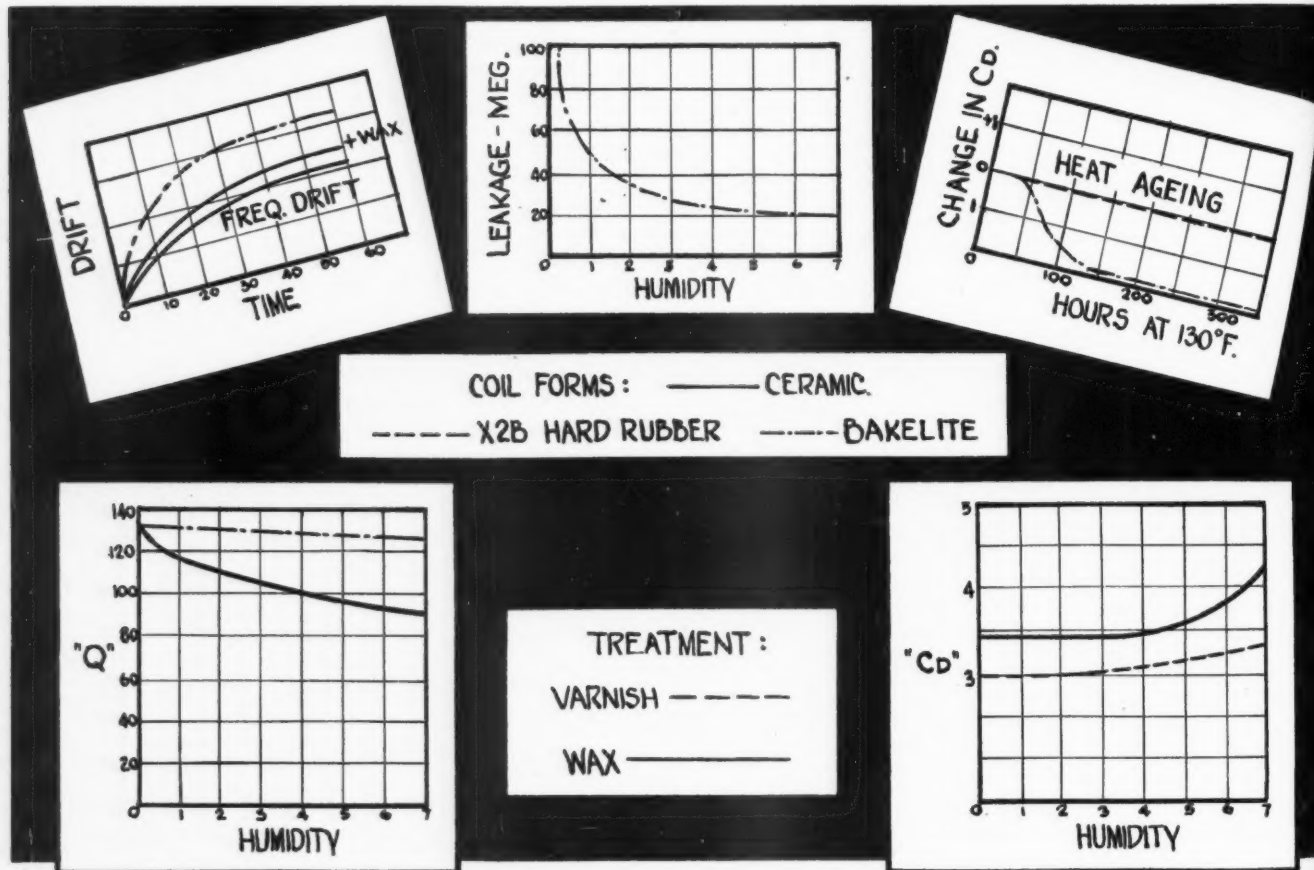 DRIFT
+WAX
FREQ. DRIFT
0 10 20 30 40 50 60
TIME
LEAKAGE - MEG.
100
80
60
40
20
0 1 2 3 4 5 6 7
HUMIDITY
CHANGE IN CD.
+1
0
1
0
HEAT AGEING
100 200 300
HOURS AT 130°F.
COIL FORMS: CERAMIC.
X2B HARD RUBBER BAKELITE
"Q"
140
120
100
80
60
40
20
0 1 2 3 4 5 6 7
HUMIDITY
TREATMENT:
VARNISH
WAX
"CD"
5
4
3
0 1 2 3 4 5 6 7
HUMIDITY